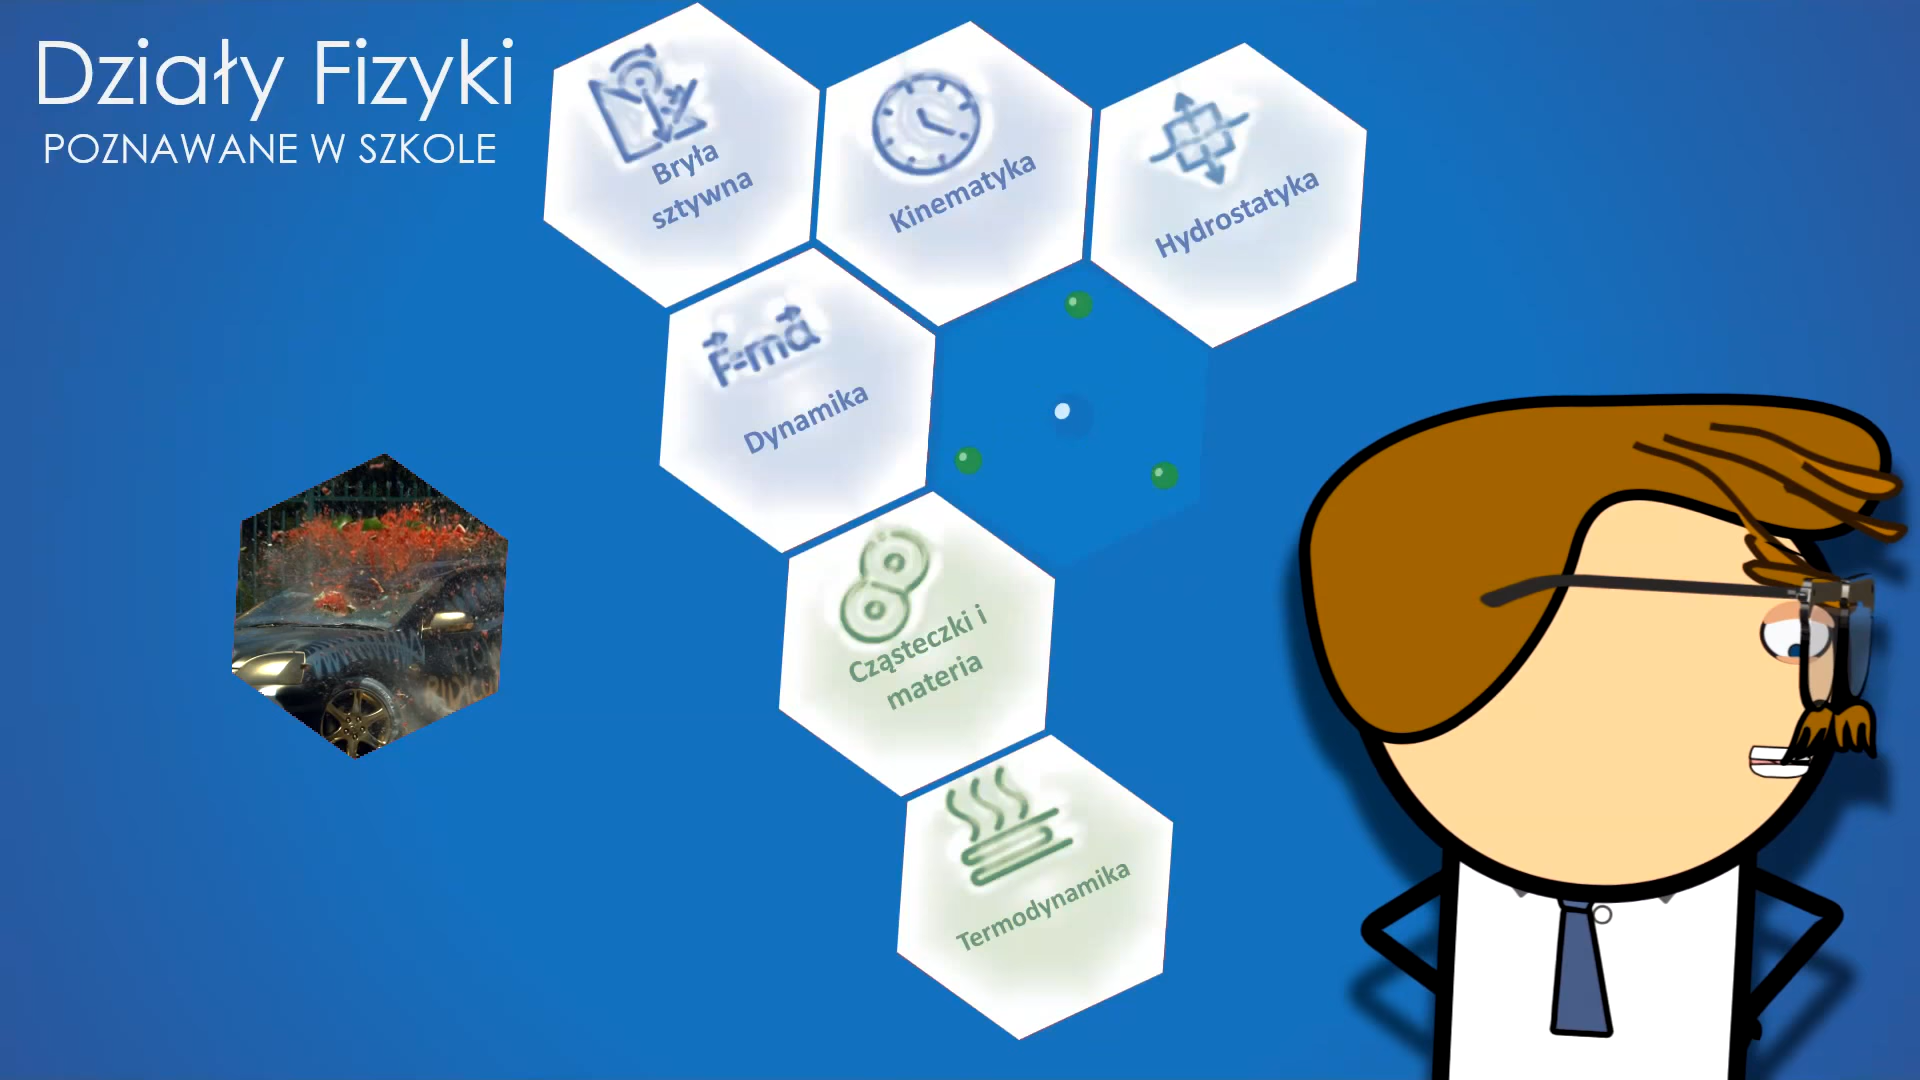 Działy Fizyki
POZNAWANE W SZKOLE
Bryła
sztywna
Kinematyka
Hydrostatyka
F=ma
Dynamika
Cząsteczki i
materia
Termodynamika